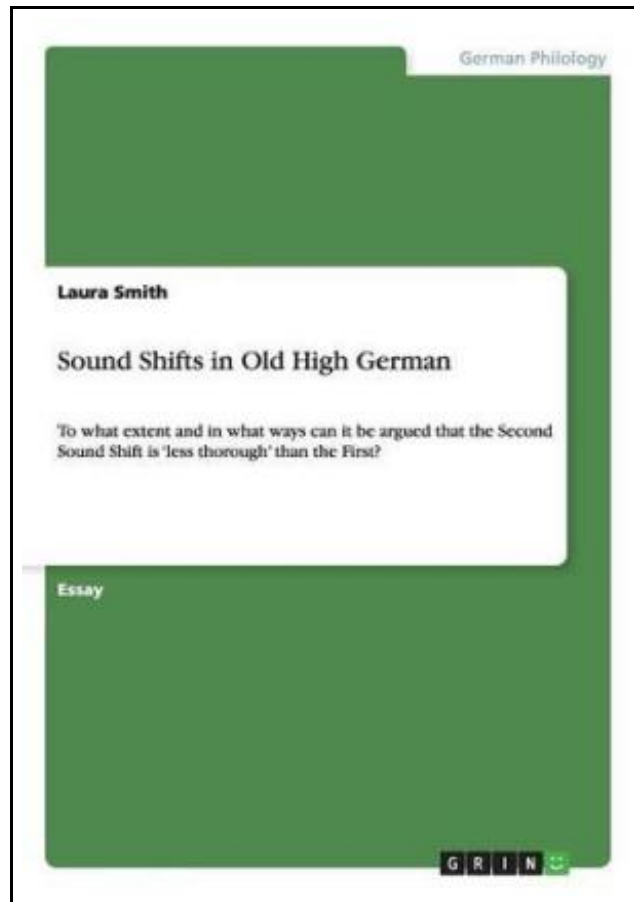 German Philology
Laura Smith
Sound Shifts in Old High German
To what extent and in what ways can it be argued that the Second
Sound Shift is 'less thorough' than the First?
Essay
GRIN